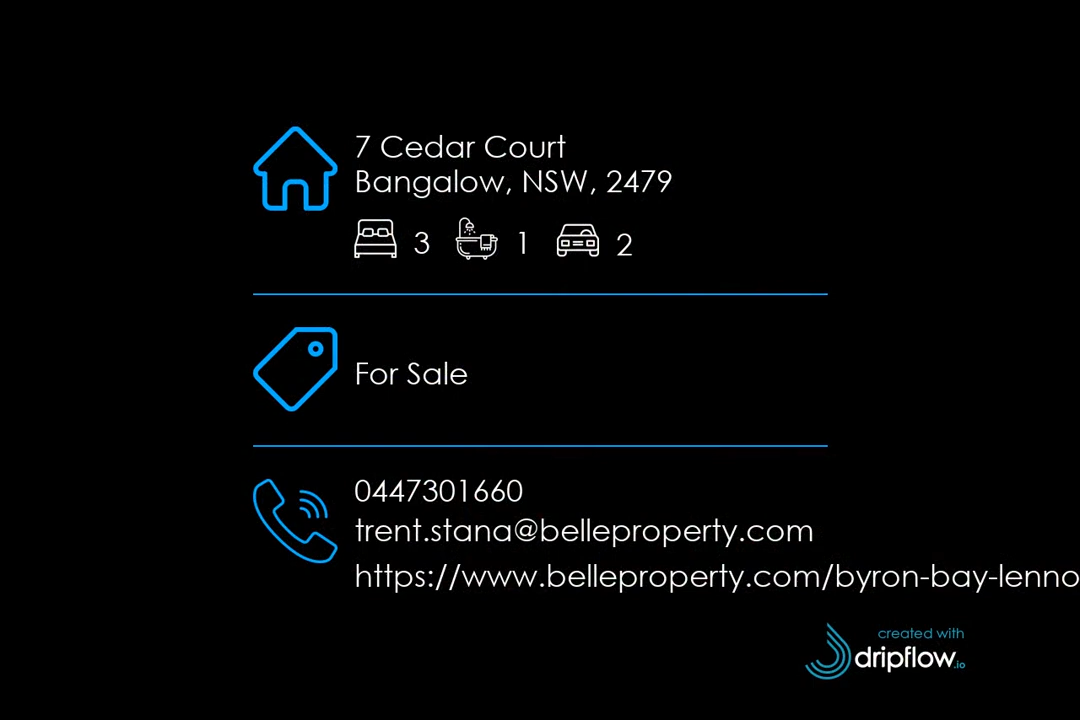 7 Cedar Court
Bangalow, NSW, 2479
3 1 2
For Sale
0447301660
trent.stana@belleproperty.com
https://www.belleproperty.com/byron-bay-lenno
created with
dripflow.io